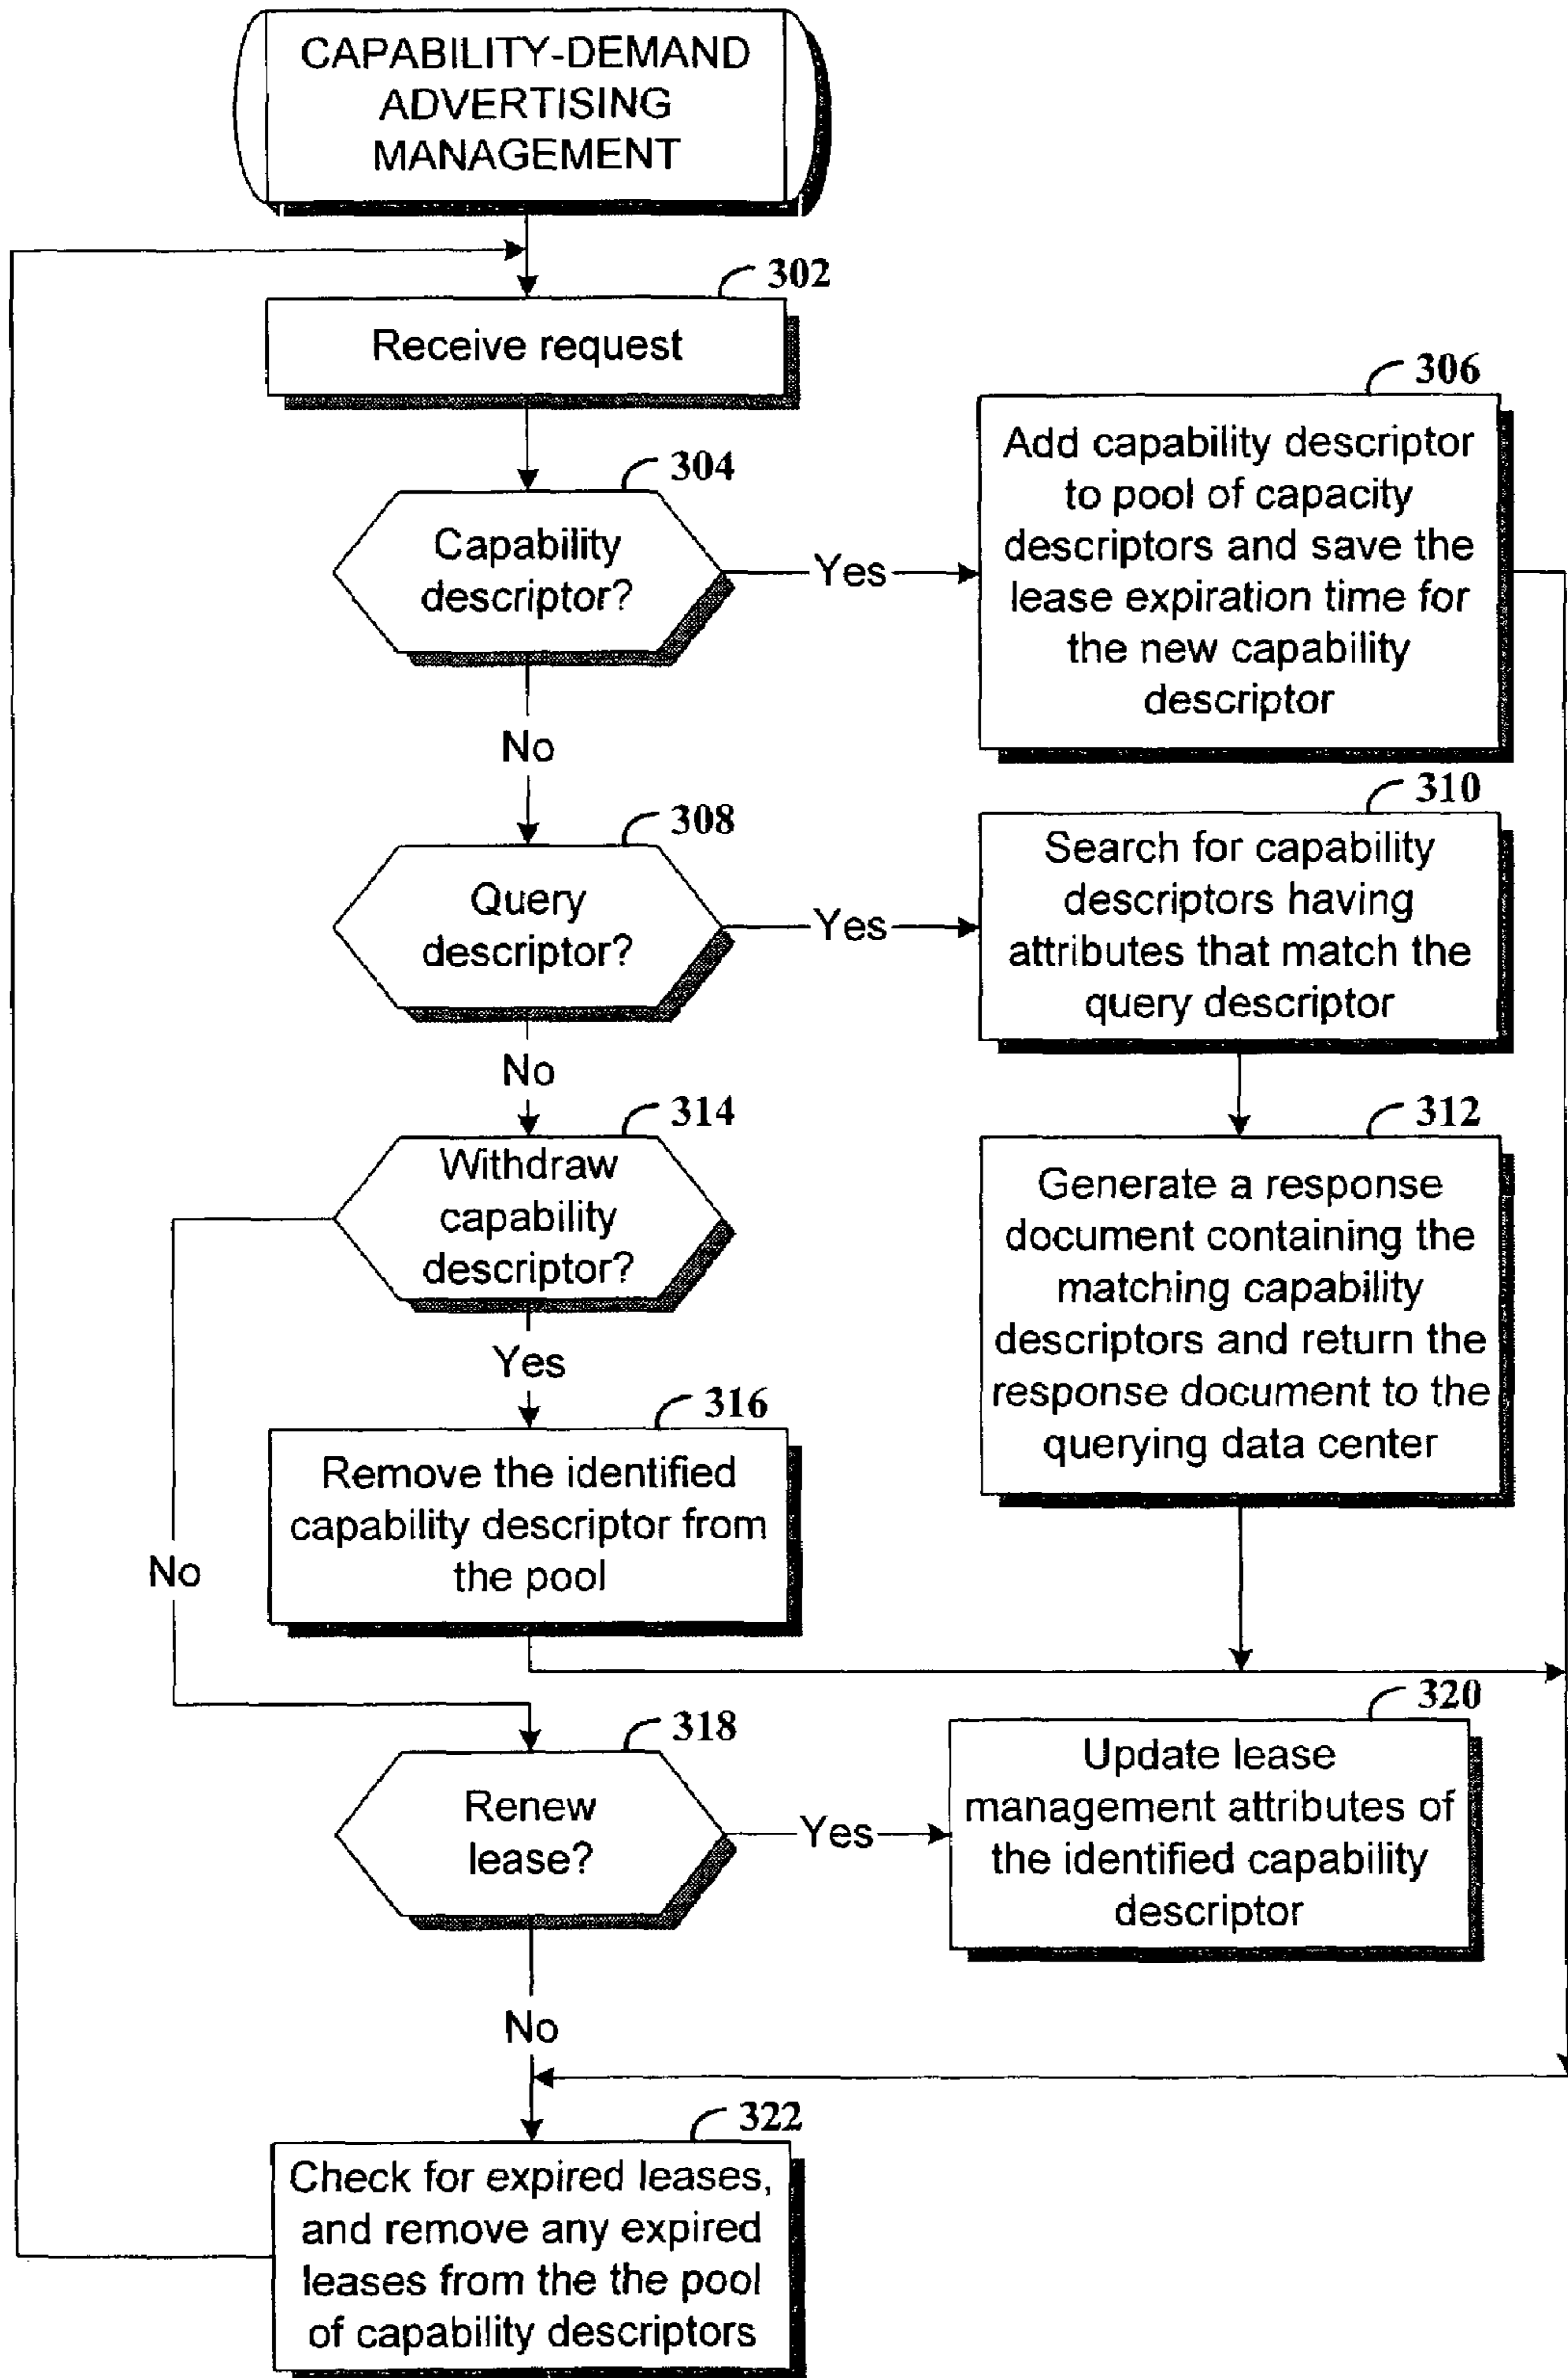 CAPABILITY-DEMAND
ADVERTISING
MANAGEMENT
302
Receive request
304
Capability
descriptor?
Yes
306
Add capability descriptor
to pool of capacity
descriptors and save the
lease expiration time for
the new capability
descriptor
No
308
Query
descriptor?
Yes
310
Search for capability
descriptors having
attributes that match the
query descriptor
No
312
Generate a response
document containing the
matching capability
descriptors and return the
response document to the
querying data center
314
Withdraw
capability
descriptor?
Yes
316
Remove the identified
capability descriptor from
the pool
No
318
Renew
lease?
Yes
320
Update lease
management attributes of
the identified capability
descriptor
No
322
Check for expired leases,
and remove any expired
leases from the the pool
of capability descriptors